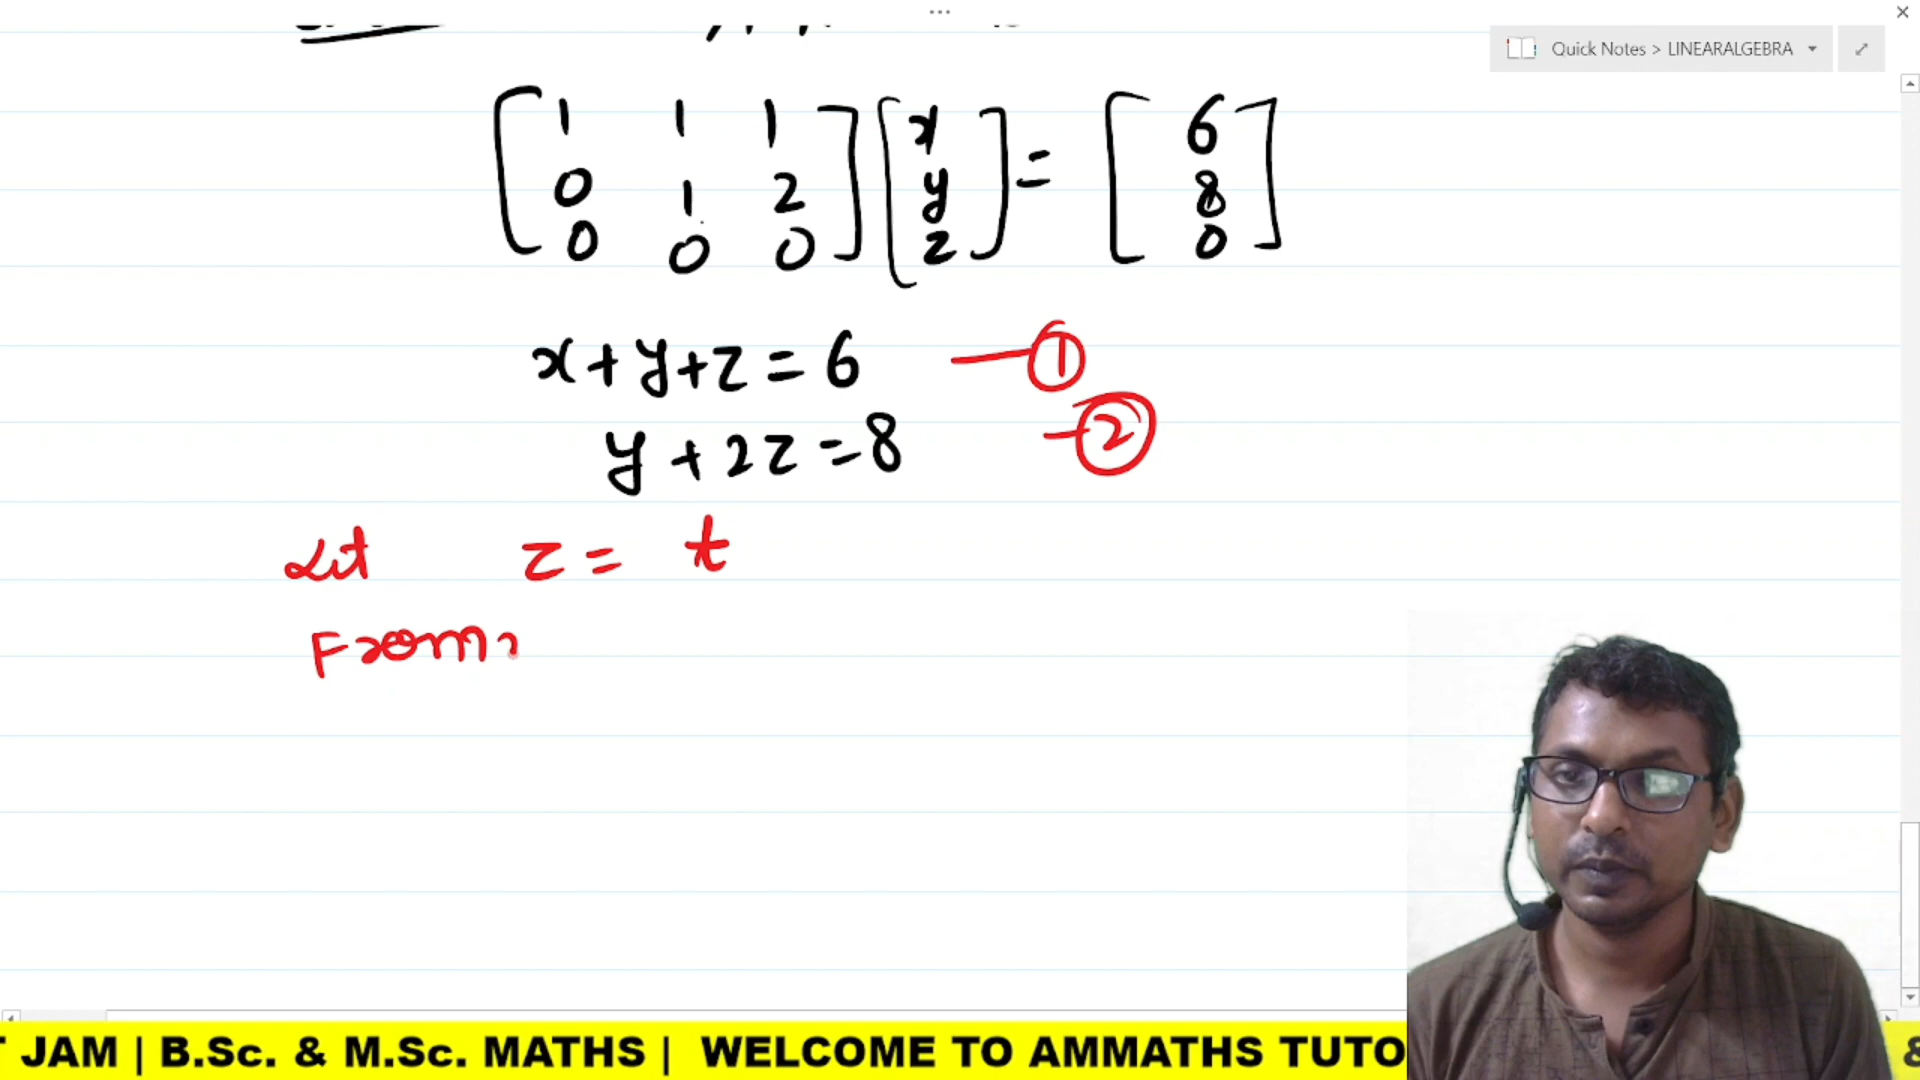 Quick Notes > LINEARALGEBRA
1 1 1 x = 6
0 1 2 y 8
0 0 0 z 0
x+y+z=6 —①
y+2z=8 -②
Let z= t
From
T JAM | B.Sc. & M.Sc. MATHS | WELCOME TO AMMATHS TUTO &